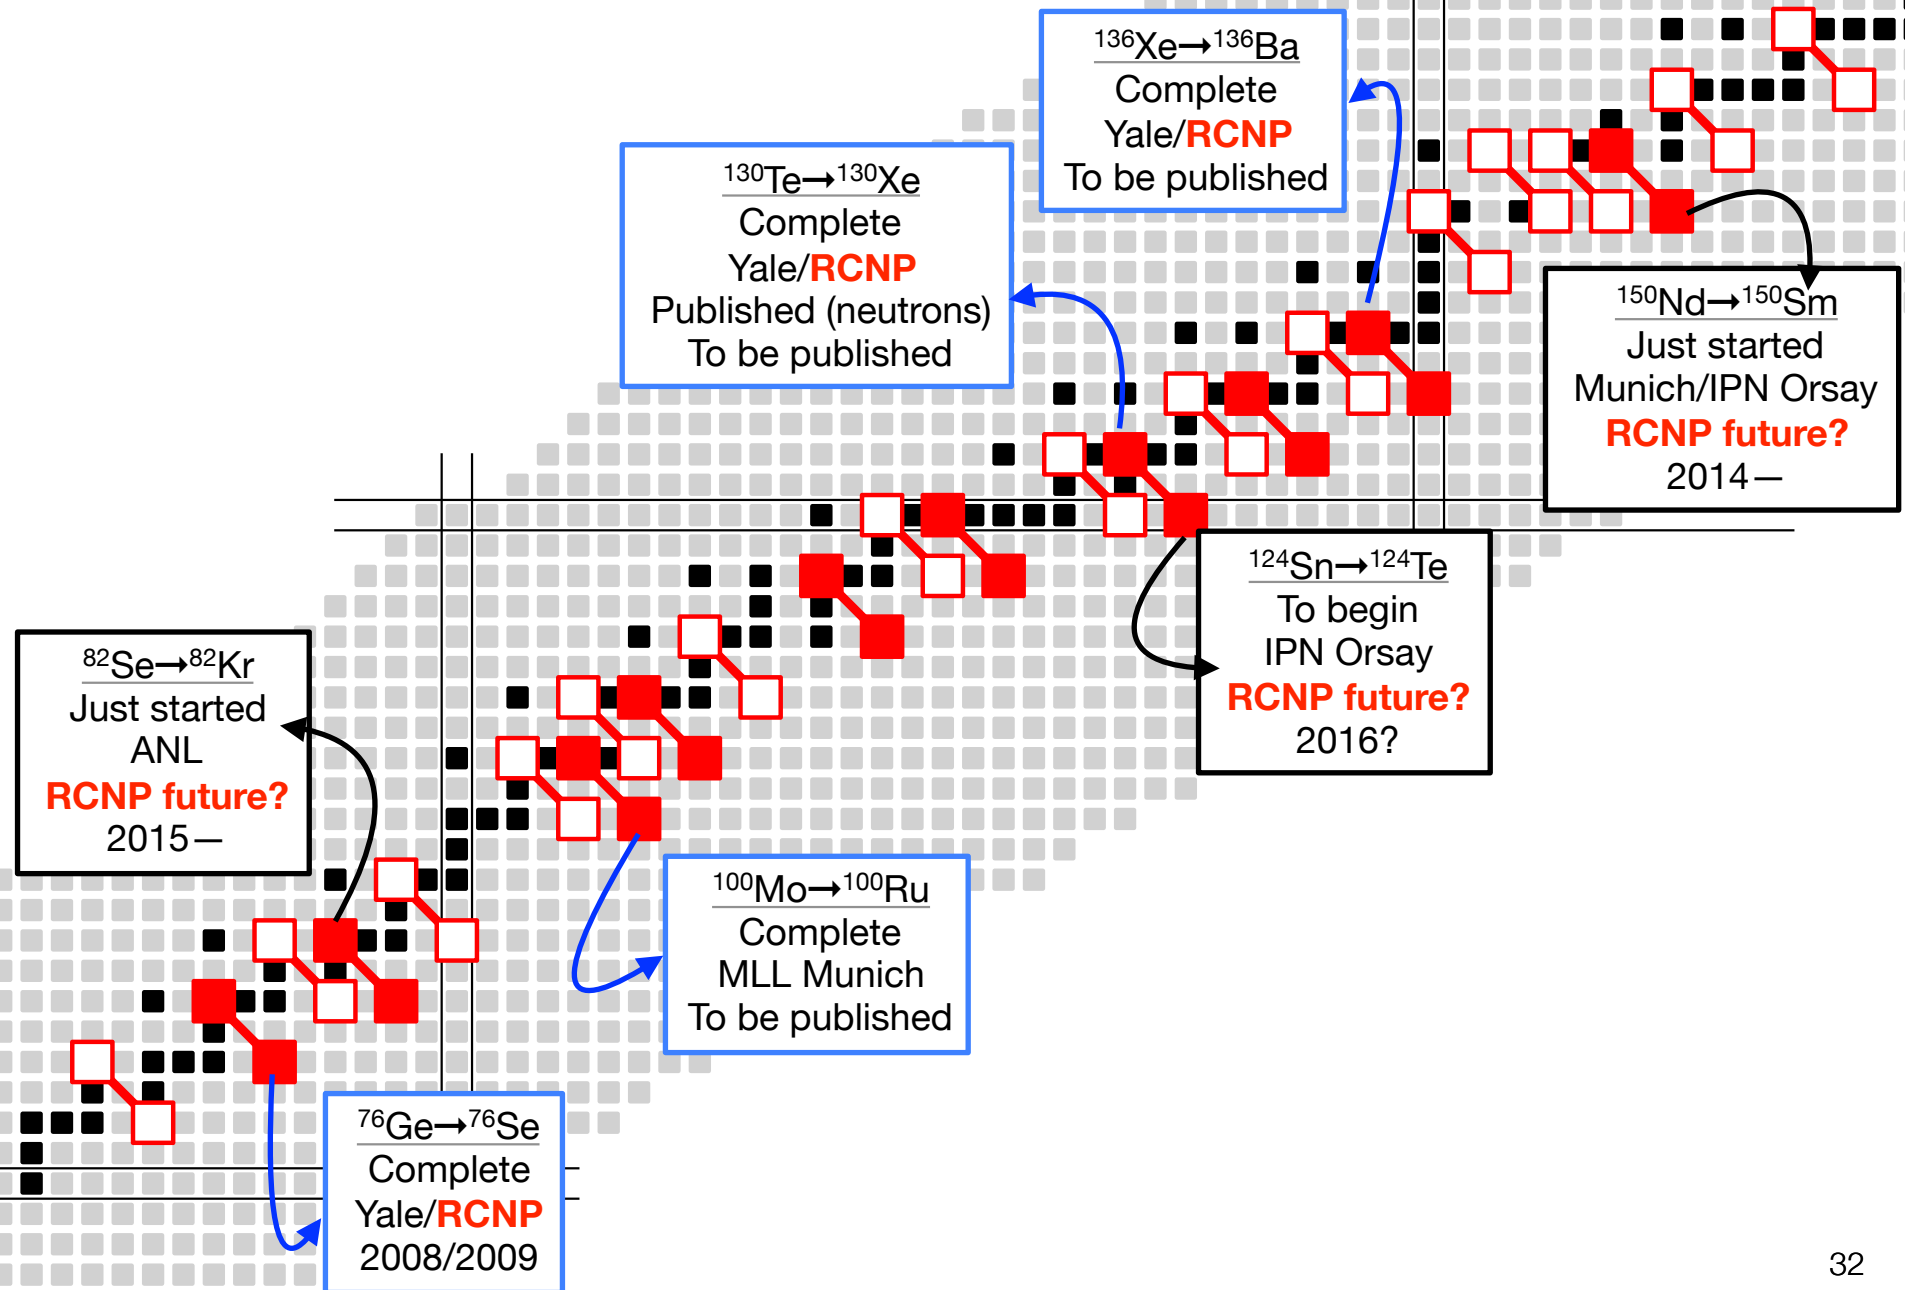 ¹³⁶Xe→¹³⁶Ba
Complete
Yale/RCNP
To be published
¹³⁰Te→¹³⁰Xe
Complete
Yale/RCNP
Published (neutrons)
To be published
¹⁵⁰Nd→¹⁵⁰Sm
Just started
Munich/IPN Orsay
RCNP future?
2014—
¹²⁴Sn→¹²⁴Te
To begin
IPN Orsay
RCNP future?
2016?
⁸²Se→⁸²Kr
Just started
ANL
RCNP future?
2015—
¹⁰⁰Mo→¹⁰⁰Ru
Complete
MLL Munich
To be published
⁷⁶Ge→⁷⁶Se
Complete
Yale/RCNP
2008/2009
32